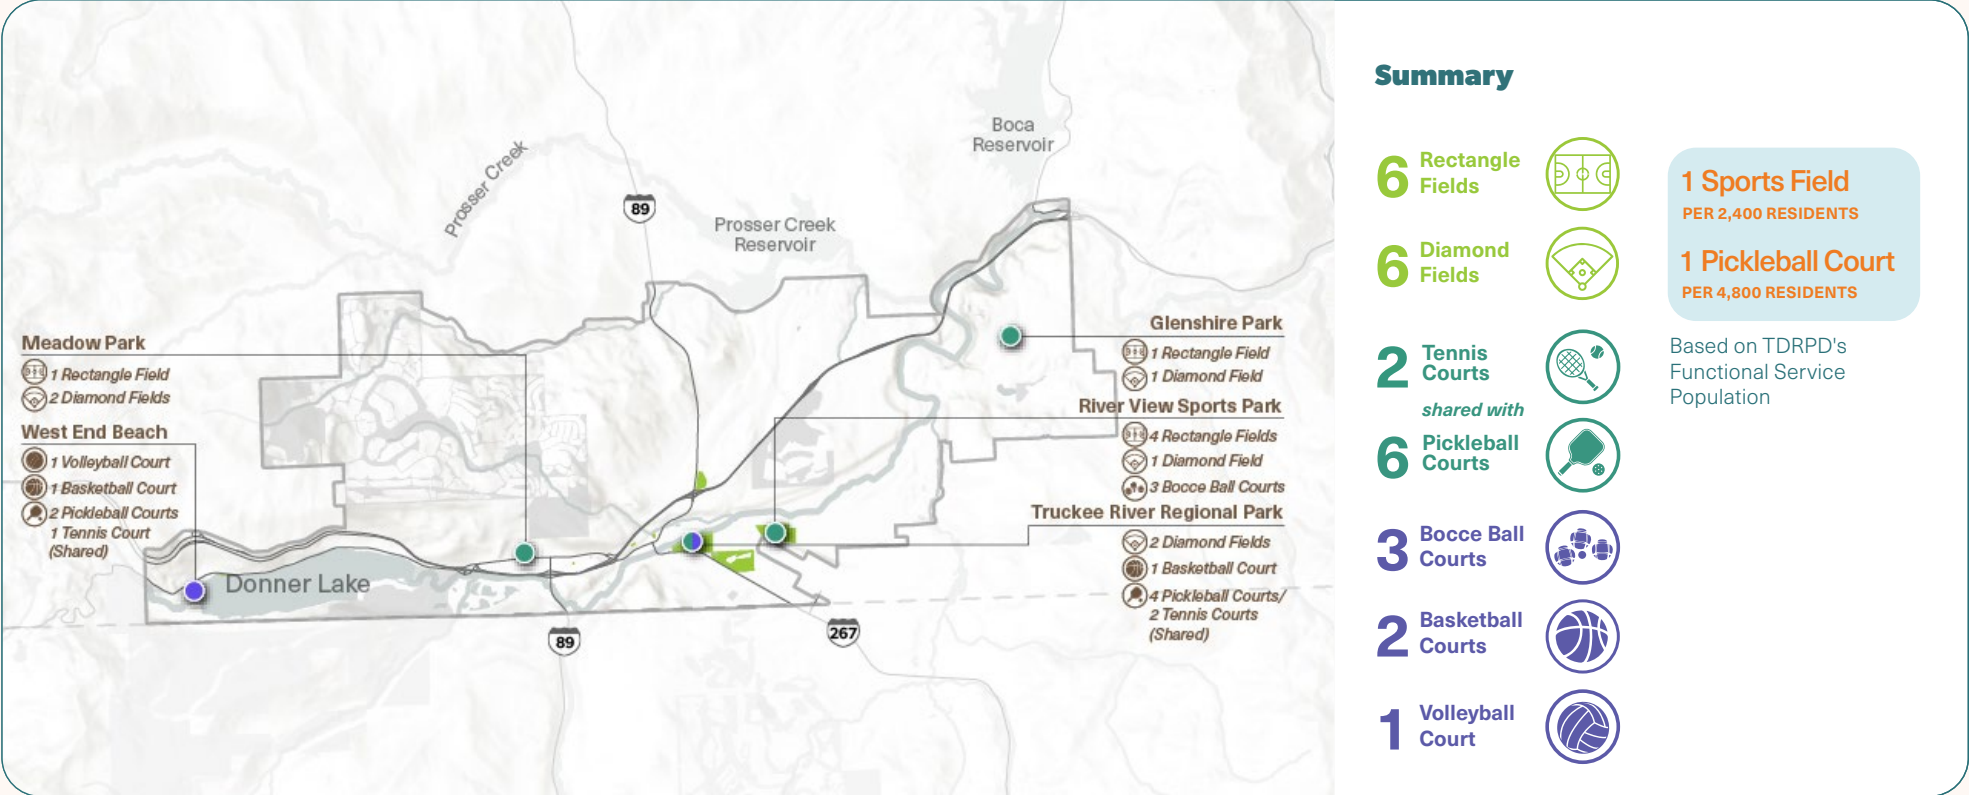 Boca
Reservoir
Prosser Creek
89
Prosser Creek
Reservoir
Meadow Park
1 Rectangle Field
2 Diamond Fields
West End Beach
1 Volleyball Court
1 Basketball Court
2 Pickleball Courts
1 Tennis Court
(Shared)
Donner Lake
89
267
Glenshire Park
1 Rectangle Field
1 Diamond Field
River View Sports Park
4 Rectangle Fields
1 Diamond Field
3 Bocce Ball Courts
Truckee River Regional Park
2 Diamond Fields
1 Basketball Court
4 Pickleball Courts/
2 Tennis Courts
(Shared)
Summary
6 Rectangle
Fields
6 Diamond
Fields
2 Tennis
Courts
shared with
6 Pickleball
Courts
3 Bocce Ball
Courts
2 Basketball
Courts
1 Volleyball
Court
1 Sports Field
PER 2,400 RESIDENTS
1 Pickleball Court
PER 4,800 RESIDENTS
Based on TDRPD's
Functional Service
Population